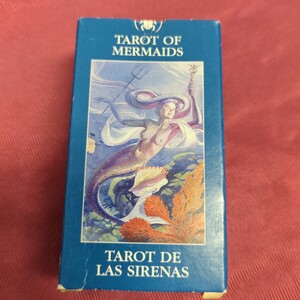 TAROT OF
MERMAIDS
TAROT DE
LAS SIRENAS